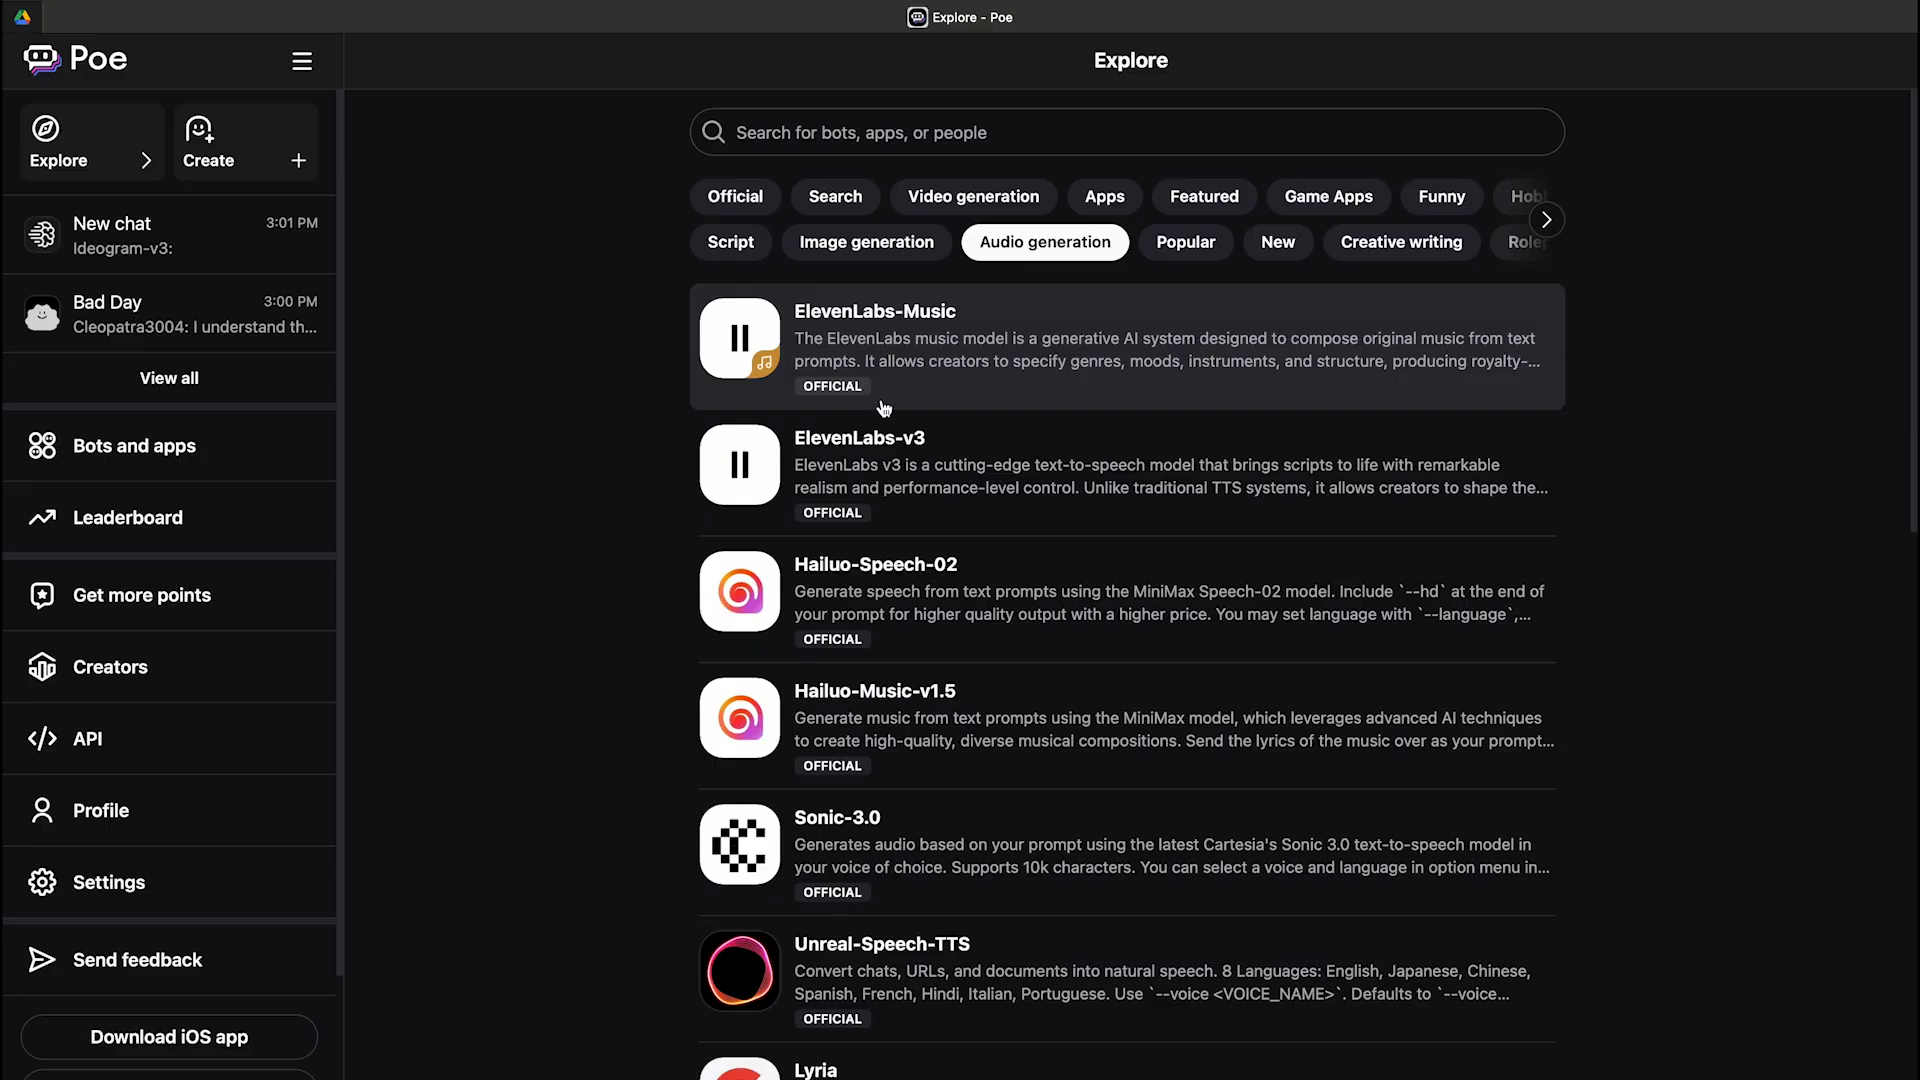 Explore - Poe
Poe
Explore
Explore
Create
Search for bots, apps, or people
Official
Search
Video generation
Apps
Featured
Game Apps
Funny
Script
Image generation
Audio generation
Popular
New
Creative writing
New chat
3:01 PM
Ideogram-v3:
Bad Day
3:00 PM
Cleopatra3004: I understand th...
View all
Bots and apps
Leaderboard
Get more points
Creators
API
Profile
Settings
Send feedback
Download iOS app
ElevenLabs-Music
The ElevenLabs music model is a generative AI system designed to compose original music from text
prompts. It allows creators to specify genres, moods, instruments, and structure, producing royalty-...
OFFICIAL
ElevenLabs-v3
ElevenLabs v3 is a cutting-edge text-to-speech model that brings scripts to life with remarkable
realism and performance-level control. Unlike traditional TTS systems, it allows creators to shape the...
OFFICIAL
Hailuo-Speech-02
Generate speech from text prompts using the MiniMax Speech-02 model. Include `--hd` at the end of
your prompt for higher quality output with a higher price. You may set language with `--language`,...
OFFICIAL
Hailuo-Music-v1.5
Generate music from text prompts using the MiniMax model, which leverages advanced AI techniques
to create high-quality, diverse musical compositions. Send the lyrics of the music over as your prompt...
OFFICIAL
Sonic-3.0
Generates audio based on your prompt using the latest Cartesia's Sonic 3.0 text-to-speech model in
your voice of choice. Supports 10k characters. You can select a voice and language in option menu in...
OFFICIAL
Unreal-Speech-TTS
Convert chats, URLs, and documents into natural speech. 8 Languages: English, Japanese, Chinese,
Spanish, French, Hindi, Italian, Portuguese. Use `--voice <VOICE_NAME>`. Defaults to `--voice...
OFFICIAL
Lyria